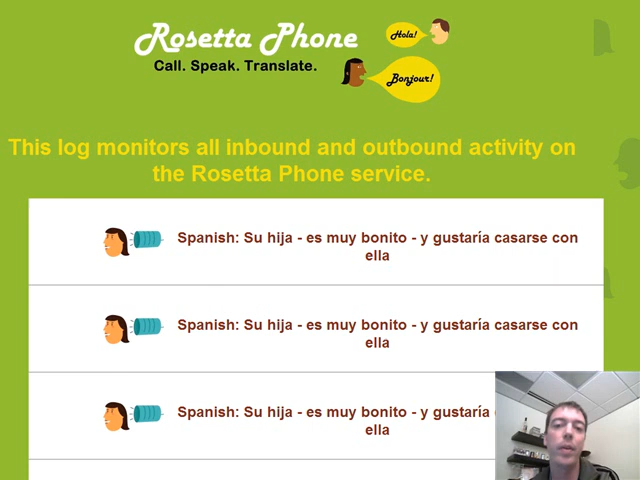 Rosetta Phone
Call. Speak. Translate.
Hola!
Bonjour!
This log monitors all inbound and outbound activity on
the Rosetta Phone service.
Spanish: Su hija - es muy bonito - y gustaría casarse con
ella
Spanish: Su hija - es muy bonito - y gustaría casarse con
ella
Spanish: Su hija - es muy bonito - y gustaría
ella